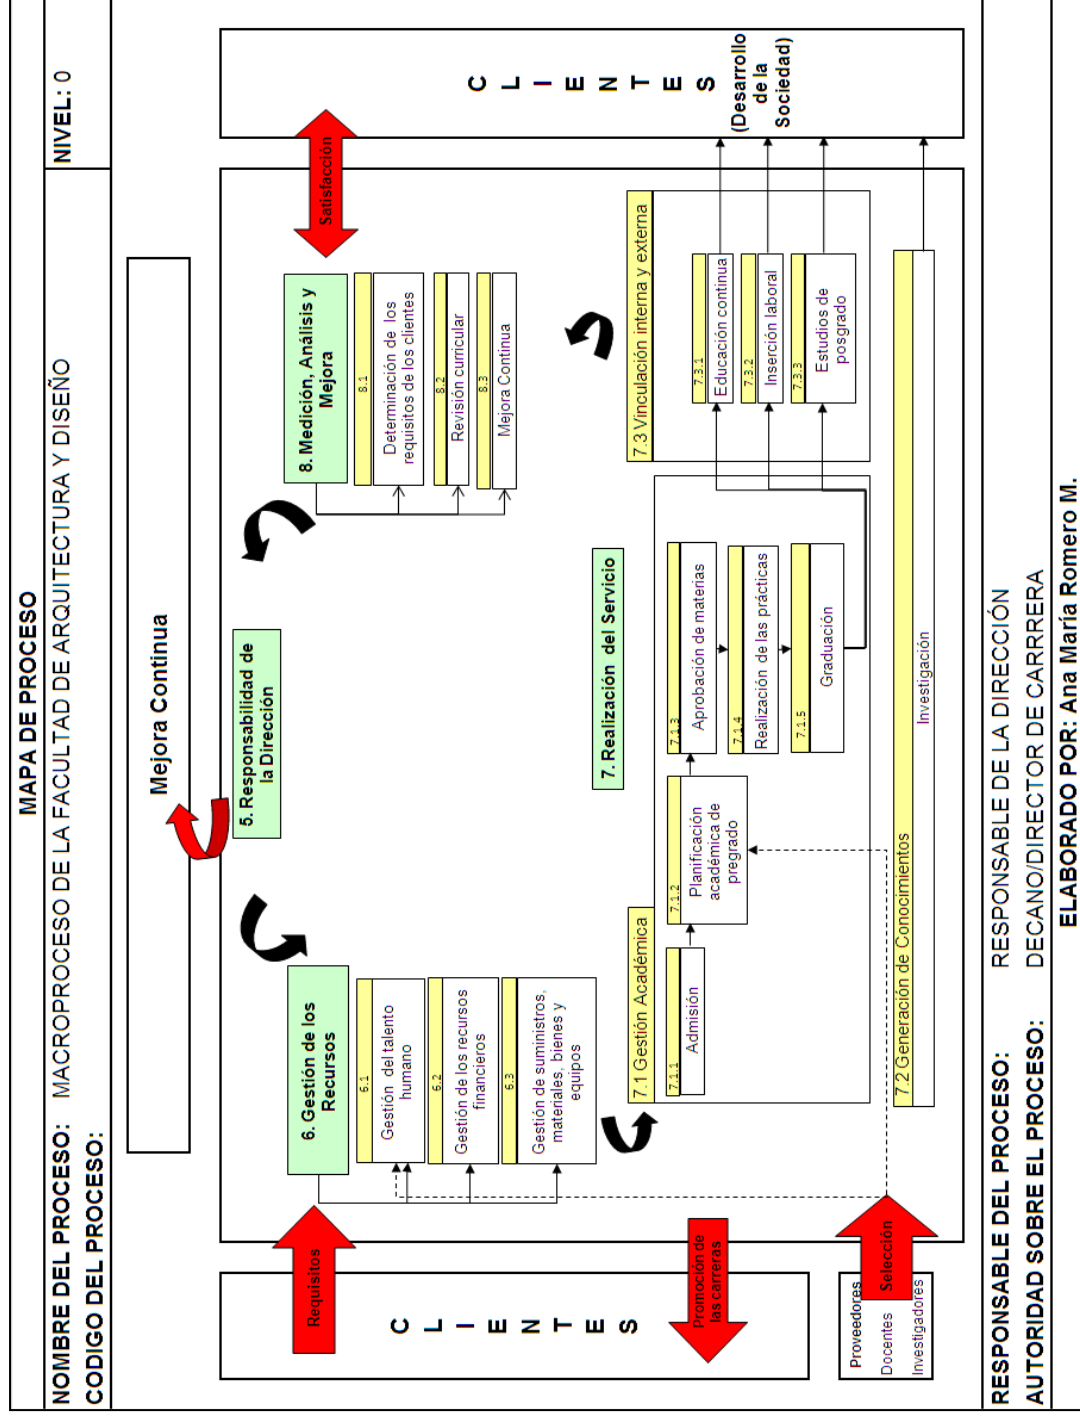 MAPA DE PROCESO
NOMBRE DEL PROCESO: MACROPROCESO DE LA FACULTAD DE ARQUITECTURA Y DISEÑO
NIVEL: 0
CODIGO DEL PROCESO:
Mejora Continua
5. Responsabilidad de
la Dirección
6. Gestión de los
Recursos
6.1
Gestión del talento
humano
6.2
Gestión de los recursos
financieros
6.3
Gestión de suministros,
materiales, bienes y
equipos
8. Medición, Análisis y
Mejora
8.1
Determinación de los
requisitos de los clientes
8.2
Revisión curricular
8.3
Mejora Continua
Requisitos
Satisfacción
CLIENTES
Promoción de
las carreras
CLIENTES
(Desarrollo
de la
Sociedad)
7. Realización del Servicio
7.1 Gestión Académica
7.1.1
Admisión
7.1.2
Planificación
académica de
pregrado
7.1.3
Aprobación de materias
7.1.4
Realización de las prácticas
7.1.5
Graduación
7.3 Vinculación interna y externa
7.3.1
Educación continua
7.3.2
Inserción laboral
7.3.3
Estudios de
posgrado
7.2 Generación de Conocimientos
Investigación
Proveedores
Docentes
Investigadores
Selección
RESPONSABLE DEL PROCESO: RESPONSABLE DE LA DIRECCIÓN
AUTORIDAD SOBRE EL PROCESO: DECANO/DIRECTOR DE CARRRERA
ELABORADO POR: Ana María Romero M.